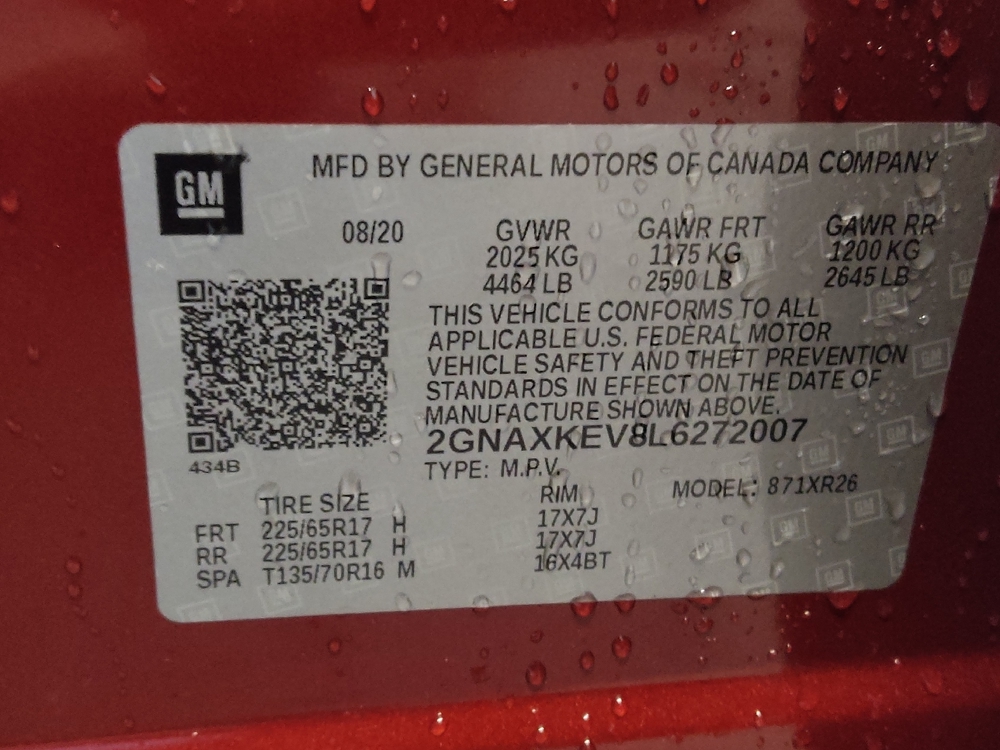 GM
MFD BY GENERAL MOTORS OF CANADA COMPANY
08/20 GVWR GAWR FRT GAWR RR
2025 KG 1175 KG 1200 KG
4464 LB 2590 LB 2645 LB
THIS VEHICLE CONFORMS TO ALL
APPLICABLE U.S. FEDERAL MOTOR
VEHICLE SAFETY AND THEFT PREVENTION
STANDARDS IN EFFECT ON THE DATE OF
MANUFACTURE SHOWN ABOVE.
2GNAXKEV8L6272007
434B
TYPE: M.P.V.
MODEL: 871XR26
TIRE SIZE RIM
FRT 225/65R17 H 17X7J
RR 225/65R17 H 17X7J
SPA T135/70R16 M 16X4BT